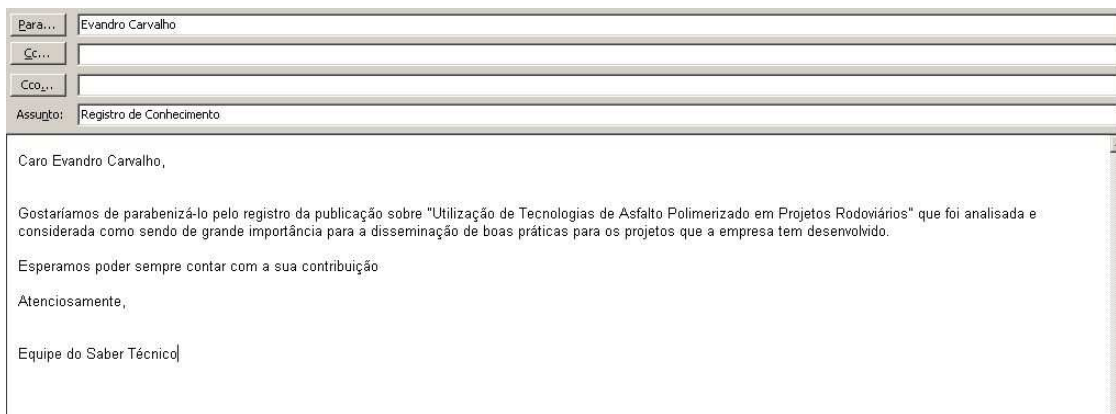 Para... Evandro Carvalho
Cc...
Cco...
Assunto: Registro de Conhecimento
Caro Evandro Carvalho,
Gostaríamos de parabenizá-lo pelo registro da publicação sobre "Utilização de Tecnologias de Asfalto Polimerizado em Projetos Rodoviários" que foi analisada e
considerada como sendo de grande importância para a disseminação de boas práticas para os projetos que a empresa tem desenvolvido.
Esperamos poder sempre contar com a sua contribuição
Atenciosamente,
Equipe do Saber Técnico